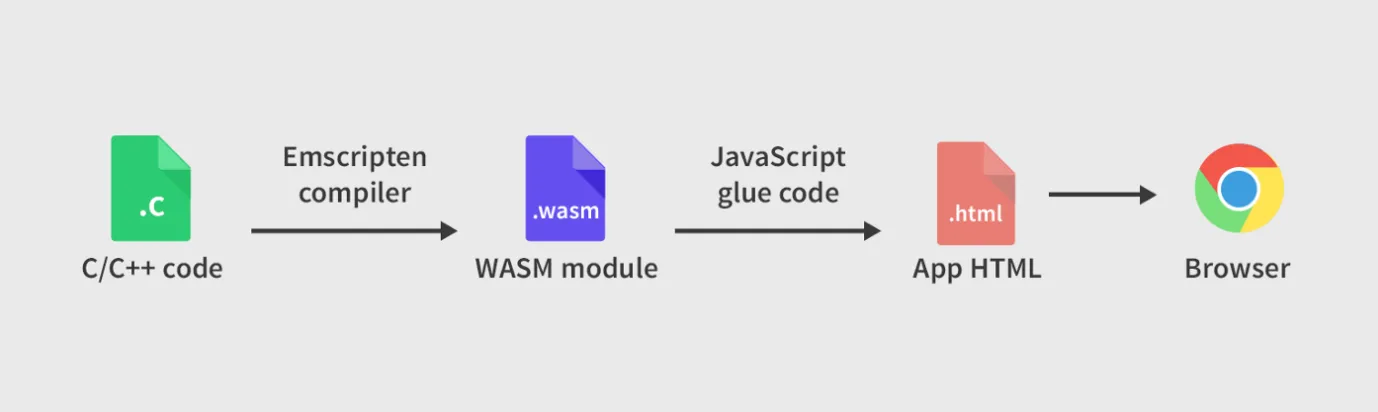 Emscripten
compiler
JavaScript
glue code
.c
.wasm
.html
C/C++ code
WASM module
App HTML
Browser